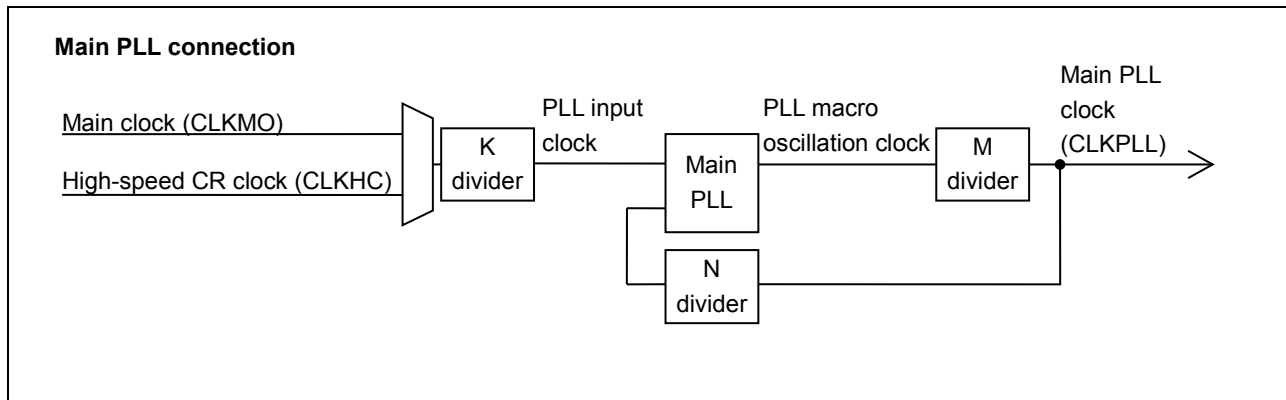 Main PLL connection
Main clock (CLKMO)
High-speed CR clock (CLKHC)
K
divider
PLL input
clock
Main
PLL
N
divider
PLL macro
oscillation clock
M
divider
Main PLL
clock
(CLKPLL)